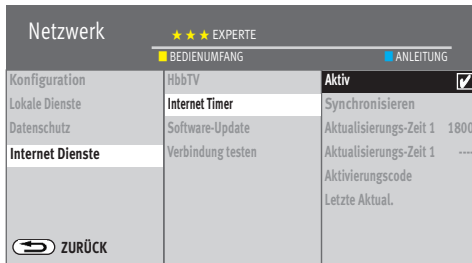 Netzwerk
★ ★ ★ EXPERTE
BEDIENUMFANG
ANLEITUNG
Konfiguration
Lokale Dienste
Datenschutz
Internet Dienste
HbbTV
Internet Timer
Software-Update
Verbindung testen
Aktiv
Synchronisieren
Aktualisierungs-Zeit 1 1800
Aktualisierungs-Zeit 1 ----
Aktivierungscode
Letzte Aktual.
ZURÜCK